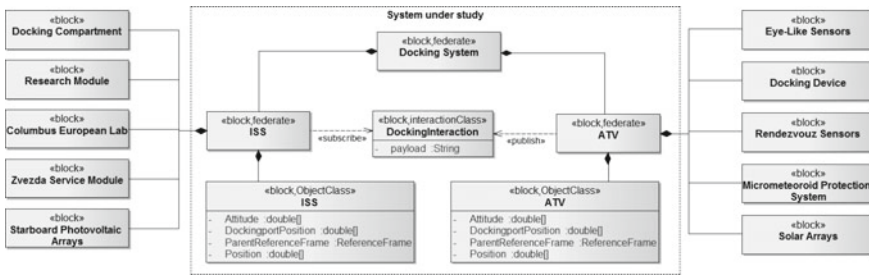 System under study
«block»
Docking Compartment
«block»
Research Module
«block»
Columbus European Lab
«block»
Zvezda Service Module
«block»
Starboard Photovoltaic
Arrays
«block,federate»
Docking System
«block,federate»
ISS
«subscribe»
«block,interactionClass»
DockingInteraction
- payload :String
«publish»
«block,federate»
ATV
«block,ObjectClass»
ISS
- Attitude :double[]
- DockingportPosition :double[]
- ParentReferenceFrame :ReferenceFrame
- Position :double[]
«block,ObjectClass»
ATV
- Attitude :double[]
- DockingportPosition :double[]
- ParentReferenceFrame :ReferenceFrame
- Position :double[]
«block»
Eye-Like Sensors
«block»
Docking Device
«block»
Rendezvouz Sensors
«block»
Micrometeoroid Protection
System
«block»
Solar Arrays